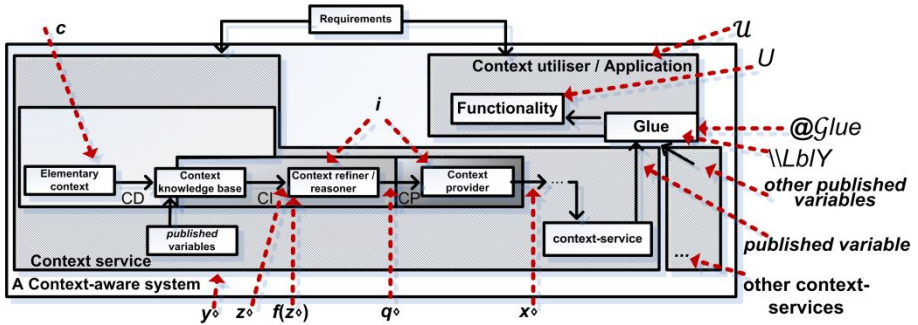 Requirements
c
𝒰
Context utiliser / Application
U
Functionality
i
Glue
@Glue
\\LblY
Elementary
context
Context
knowledge base
Context refiner /
reasoner
Context
provider
...
other published
variables
CD
CI
CP
published
variables
context-service
published variable
Context service
...
A Context-aware system
other context-
services
y◊
z◊
f(z◊)
q◊
x◊